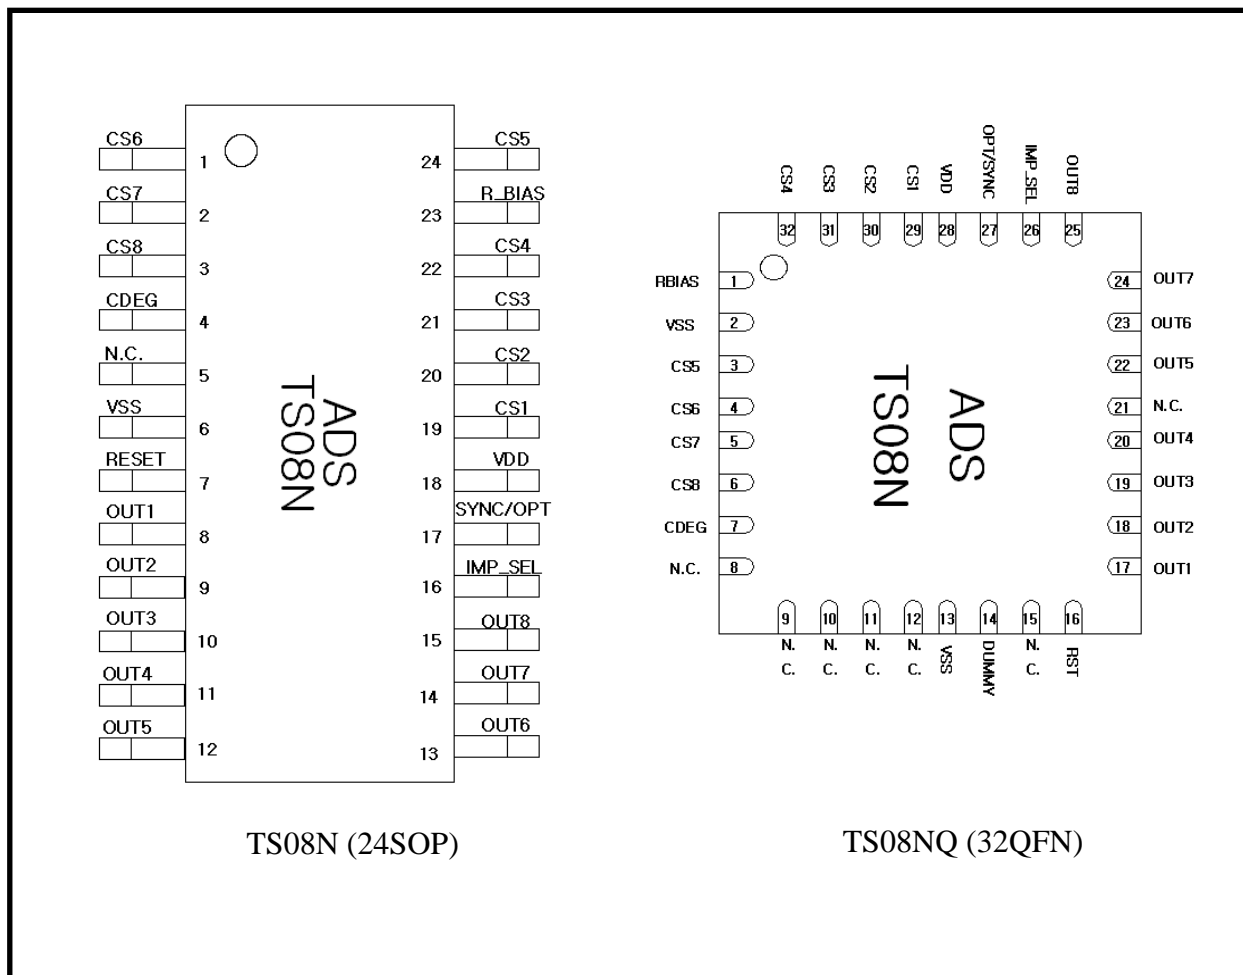 CS6
1
24
CS5
CS7
2
23
R_BIAS
CS8
3
22
CS4
CDEG
4
21
CS3
N.C.
5
20
CS2
VSS
6
19
CS1
RESET
7
18
VDD
OUT1
8
17
SYNC/OPT
OUT2
9
16
IMP_SEL
OUT3
10
15
OUT8
OUT4
11
14
OUT7
OUT5
12
13
OUT6
ADS
TS08N
TS08N (24SOP)
CS4
CS3
CS2
CS1
VDD
OPT/SYNC
IMP_SEL
OUT8
32
31
30
29
28
27
26
25
RBIAS
1
24
OUT7
VSS
2
23
OUT6
CS5
3
22
OUT5
CS6
4
21
N.C.
CS7
5
20
OUT4
CS8
6
19
OUT3
CDEG
7
18
OUT2
N.C.
8
17
OUT1
ADS
TS08N
9
10
11
12
13
14
15
16
N.
C.
N.
C.
N.
C.
N.
C.
VSS
DUMMY
N.
C.
RST
TS08NQ (32QFN)